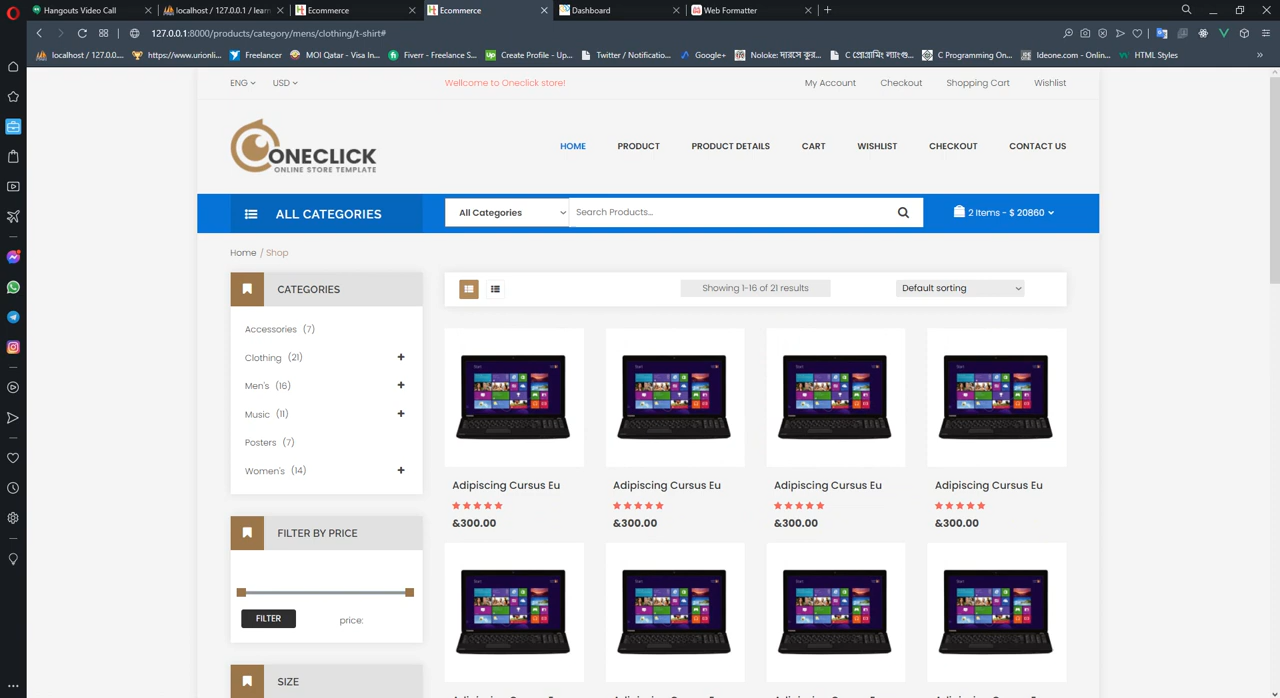 Hangouts Video Call
localhost / 127.0.0.1 / lear
Ecommerce
Ecommerce
Dashboard
Web Formatter
127.0.0.1:8000/products/category/mens/clothing/t-shirt#
localhost / 127.0.0....
https://www.urionli...
Freelancer
MOI Qatar - Visa In...
Fiverr - Freelance S...
Create Profile - Up...
Twitter / Notificatio...
Google+
C Programming On...
Ideone.com - Onlin...
HTML Styles
ENG
USD
Welcome to Oneclick store!
My Account
Checkout
Shopping Cart
Wishlist
ONECLICK
ONLINE STORE TEMPLATE
HOME
PRODUCT
PRODUCT DETAILS
CART
WISHLIST
CHECKOUT
CONTACT US
ALL CATEGORIES
All Categories
Search Products...
2 Items - $ 20860
Home / Shop
CATEGORIES
Accessories (7)
Clothing (21)
Men's (16)
Music (11)
Posters (7)
Women's (14)
Showing 1-16 of 21 results
Default sorting
Adipiscing Cursus Eu
&300.00
Adipiscing Cursus Eu
&300.00
Adipiscing Cursus Eu
&300.00
Adipiscing Cursus Eu
&300.00
FILTER BY PRICE
FILTER
price:
SIZE